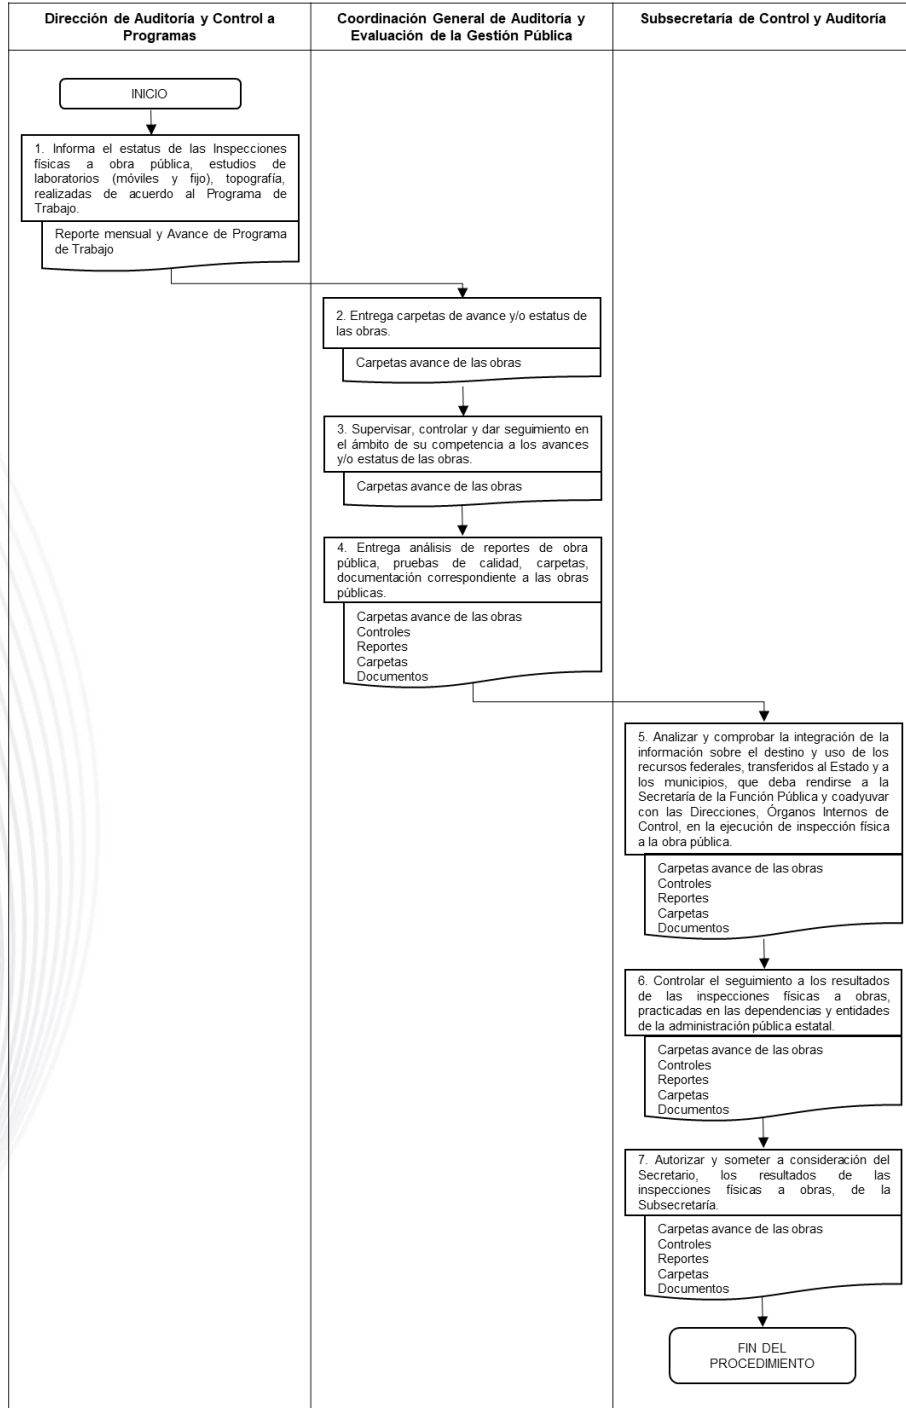 Dirección de Auditoría y Control a
Programas
Coordinación General de Auditoría y
Evaluación de la Gestión Pública
Subsecretaría de Control y Auditoría
INICIO
1. Informa el estatus de las Inspecciones
físicas a obra pública, estudios de
laboratorios (móviles y fijo), topografía,
realizadas de acuerdo al Programa de
Trabajo.
Reporte mensual y Avance de Programa
de Trabajo
2. Entrega carpetas de avance y/o estatus de
las obras.
Carpetas avance de las obras
3. Supervisar, controlar y dar seguimiento en
el ámbito de su competencia a los avances
y/o estatus de las obras.
Carpetas avance de las obras
4. Entrega análisis de reportes de obra
pública, pruebas de calidad, carpetas,
documentación correspondiente a las obras
públicas.
Carpetas avance de las obras
Controles
Reportes
Carpetas
Documentos
5. Analizar y comprobar la integración de la
información sobre el destino y uso de los
recursos federales, transferidos al Estado y a
los municipios, que deba rendirse a la
Secretaría de la Función Pública y coadyuvar
con las Direcciones, Órganos Internos de
Control, en la ejecución de inspección física
a la obra pública.
Carpetas avance de las obras
Controles
Reportes
Carpetas
Documentos
6. Controlar el seguimiento a los resultados
de las inspecciones físicas a obras,
practicadas en las dependencias y entidades
de la administración pública estatal.
Carpetas avance de las obras
Controles
Reportes
Carpetas
Documentos
7. Autorizar y someter a consideración del
Secretario, los resultados de las
inspecciones físicas a obras, de la
Subsecretaría.
Carpetas avance de las obras
Controles
Reportes
Carpetas
Documentos
FIN DEL
PROCEDIMIENTO